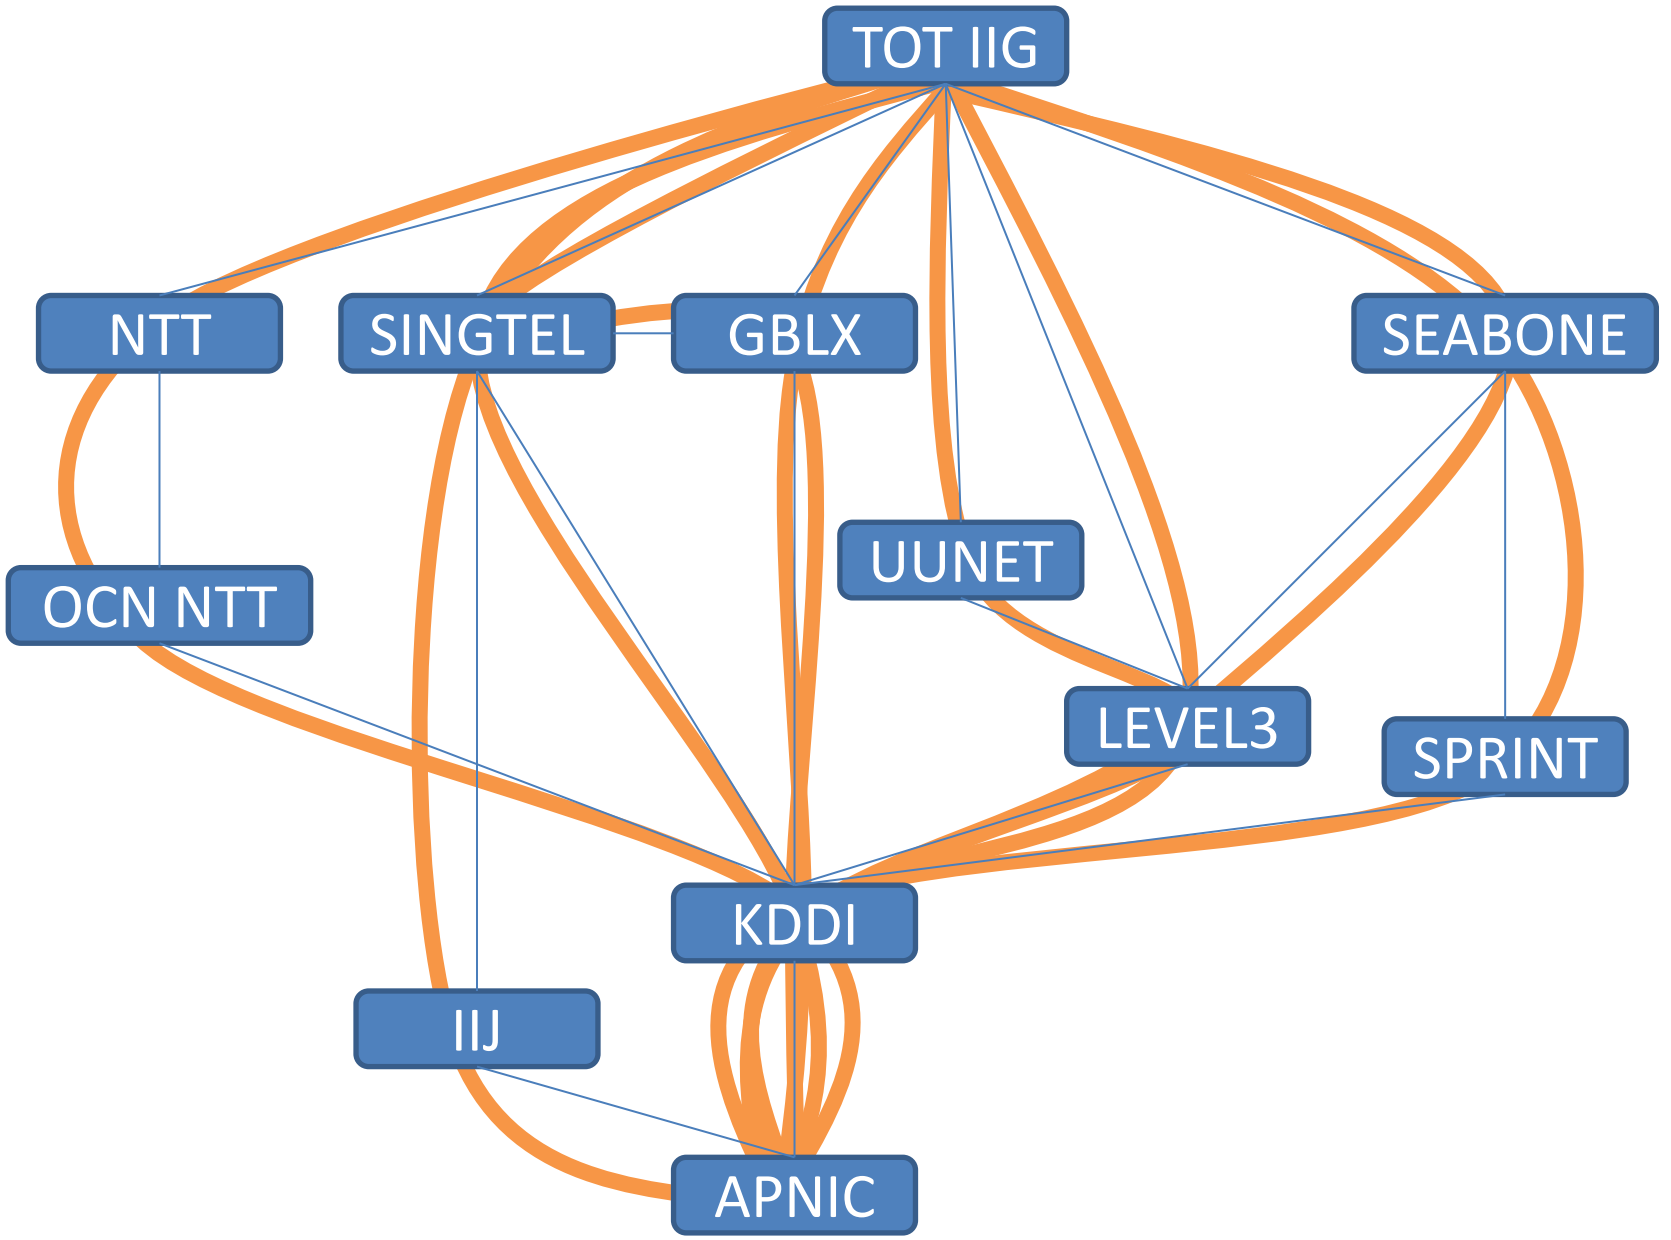 TOT IIG
NTT
SINGTEL
GBLX
SEABONE
UUNET
OCN NTT
LEVEL3
SPRINT
KDDI
IIJ
APNIC